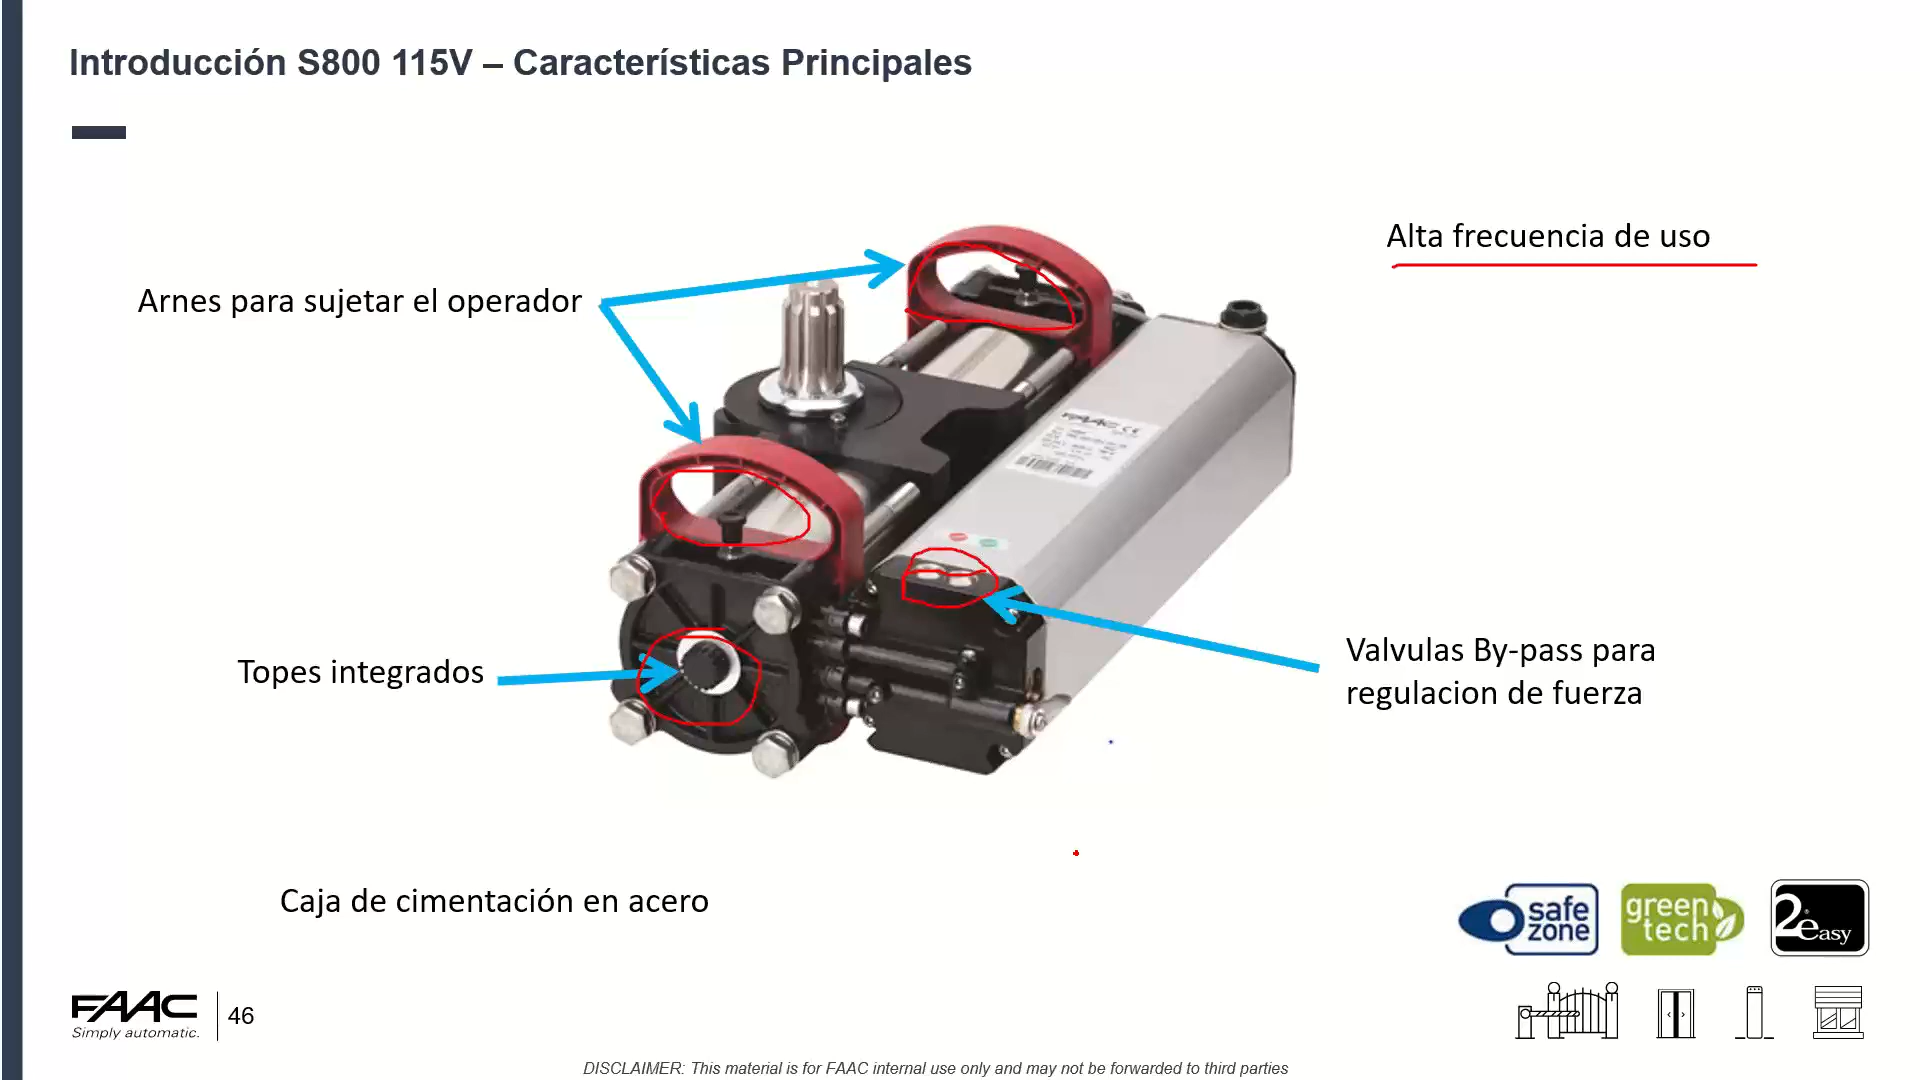 Introducción S800 115V – Características Principales
Alta frecuencia de uso
Arnes para sujetar el operador
FAAC CE
Topes integrados
Valvulas By-pass para
regulacion de fuerza
Caja de cimentación en acero
safe
zone
green
tech
2easy
FAAC
Simply automatic.
46
DISCLAIMER: This material is for FAAC internal use only and may not be forwarded to third parties